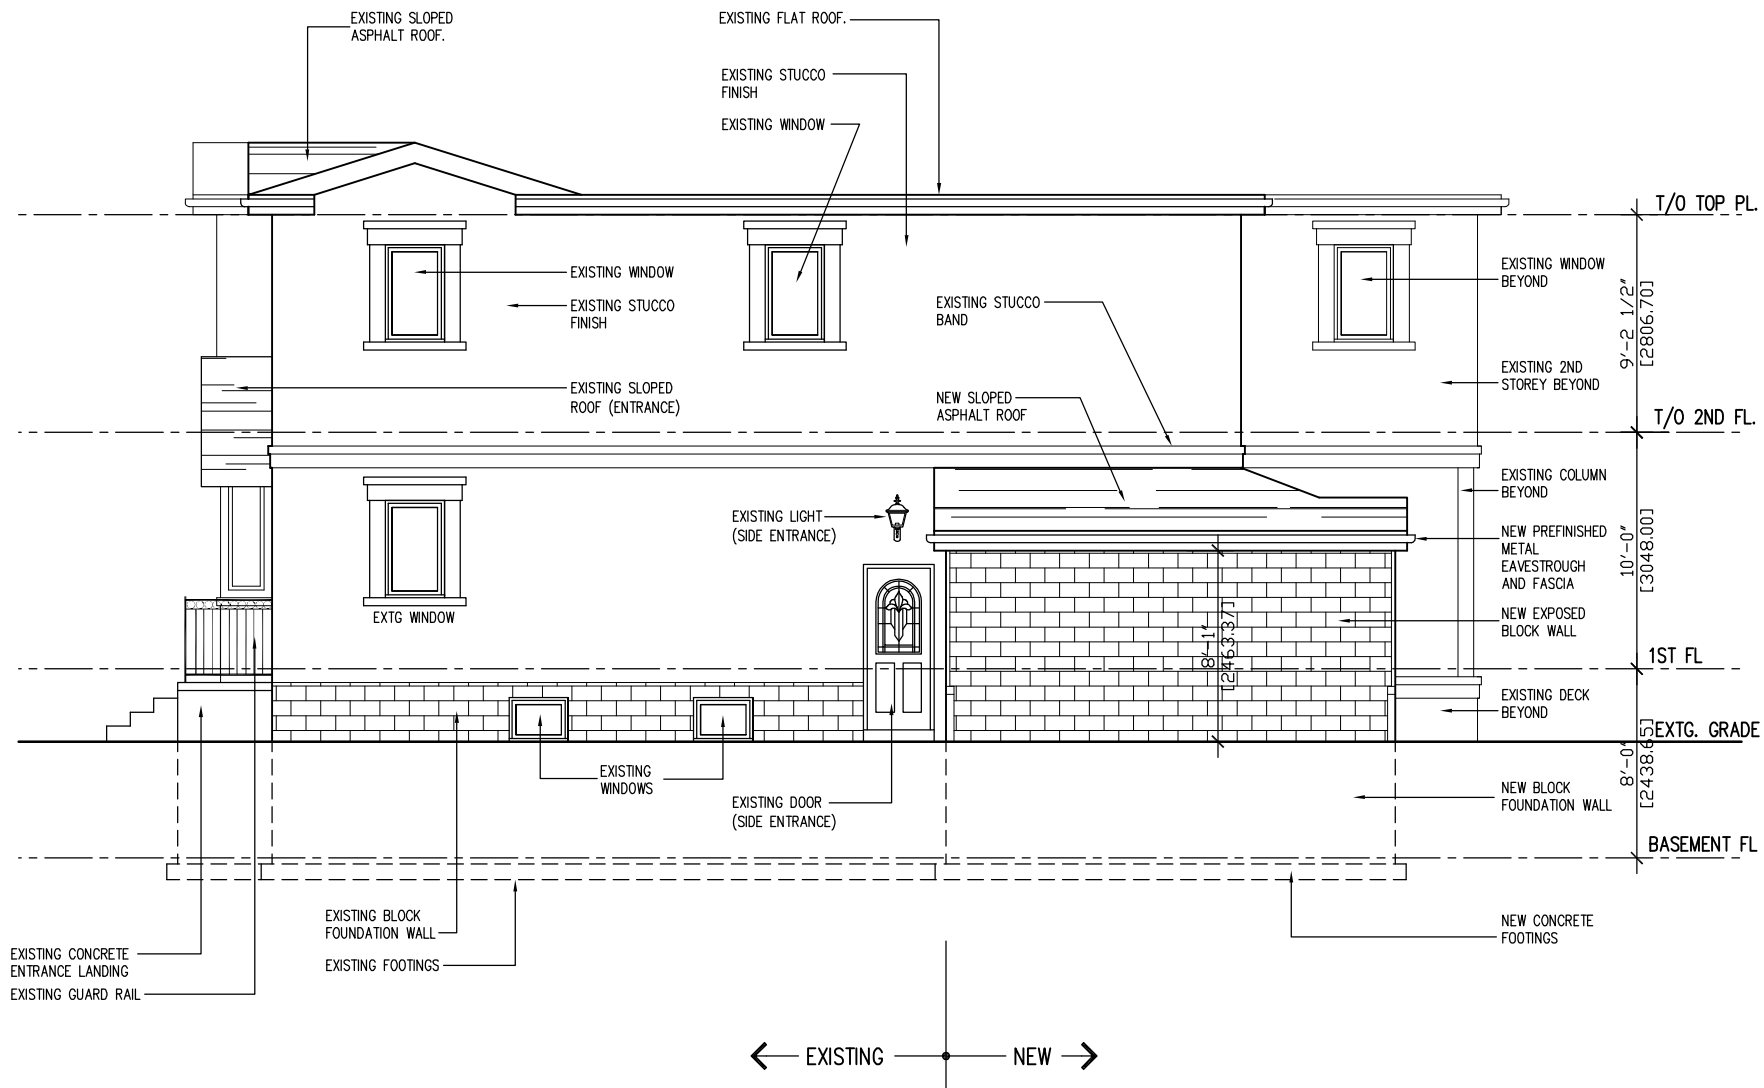 EXISTING SLOPED
ASPHALT ROOF.
EXISTING FLAT ROOF.
EXISTING STUCCO
FINISH
EXISTING WINDOW
T/O TOP PL.
EXISTING WINDOW
EXISTING STUCCO
FINISH
EXISTING WINDOW
BEYOND
9'-2 1/2"
[2806.70]
EXISTING STUCCO
BAND
EXISTING SLOPED
ROOF (ENTRANCE)
NEW SLOPED
ASPHALT ROOF
EXISTING 2ND
STOREY BEYOND
T/O 2ND FL.
EXISTING COLUMN
BEYOND
EXISTING LIGHT
(SIDE ENTRANCE)
NEW PREFINISHED
METAL
EAVESTROUGH
AND FASCIA
10'-0"
[3048.00]
EXTG WINDOW
NEW EXPOSED
BLOCK WALL
8'-1"
[2463.37]
1ST FL
EXISTING DECK
BEYOND
EXTG. GRADE
EXISTING
WINDOWS
EXISTING DOOR
(SIDE ENTRANCE)
8'-0"
[2438.65]
NEW BLOCK
FOUNDATION WALL
BASEMENT FL
EXISTING BLOCK
FOUNDATION WALL
EXISTING FOOTINGS
NEW CONCRETE
FOOTINGS
EXISTING CONCRETE
ENTRANCE LANDING
EXISTING GUARD RAIL
EXISTING
NEW